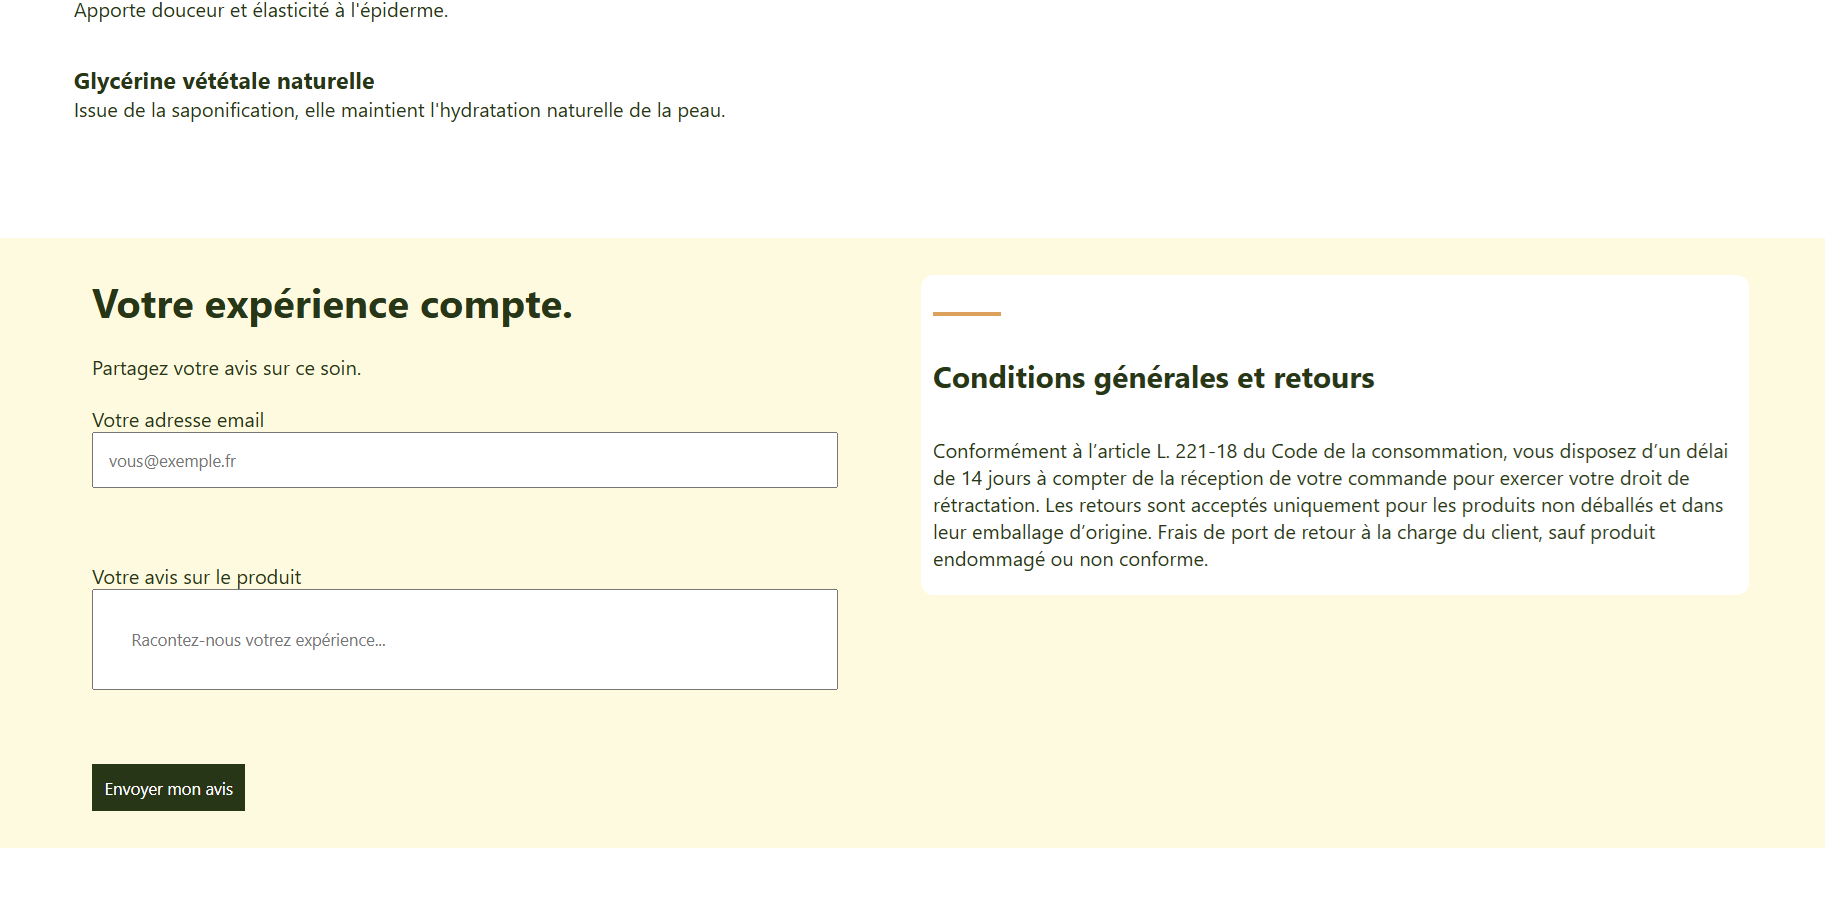 Apporte douceur et élasticité à l'épiderme.
Glycérine vététale naturelle
Issue de la saponification, elle maintient l'hydratation naturelle de la peau.
Votre expérience compte.
Partagez votre avis sur ce soin.
Votre adresse email
vous@exemple.fr
Votre avis sur le produit
Racontez-nous votrez expérience...
Envoyer mon avis
Conditions générales et retours
Conformément à l’article L. 221-18 du Code de la consommation, vous disposez d’un délai
de 14 jours à compter de la réception de votre commande pour exercer votre droit de
rétractation. Les retours sont acceptés uniquement pour les produits non déballés et dans
leur emballage d’origine. Frais de port de retour à la charge du client, sauf produit
endommagé ou non conforme.